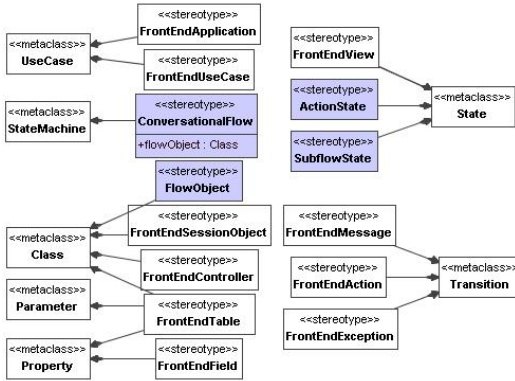 <<stereotype>>
FrontEndApplication
<<metaclass>>
UseCase
<<stereotype>>
FrontEndUseCase
<<metaclass>>
StateMachine
<<stereotype>>
ConversationalFlow
+flowObject : Class
<<stereotype>>
FlowObject
<<stereotype>>
FrontEndSessionObject
<<metaclass>>
Class
<<stereotype>>
FrontEndController
<<metaclass>>
Parameter
<<stereotype>>
FrontEndTable
<<metaclass>>
Property
<<stereotype>>
FrontEndField
<<stereotype>>
FrontEndView
<<stereotype>>
ActionState
<<metaclass>>
State
<<stereotype>>
SubflowState
<<stereotype>>
FrontEndMessage
<<stereotype>>
FrontEndAction
<<metaclass>>
Transition
<<stereotype>>
FrontEndException